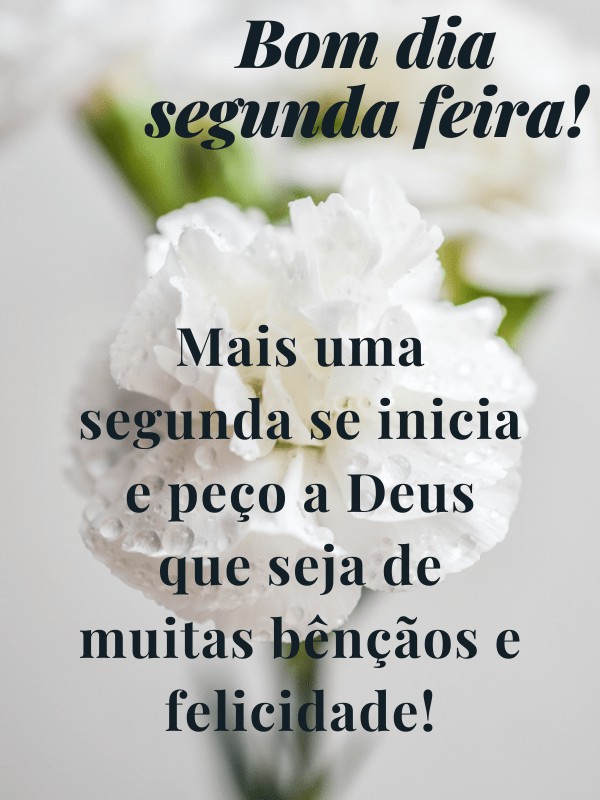 Bom dia
segunda feira!
Mais uma
segunda se inicia
e peço a Deus
que seja de
muitas bênçãos e
felicidade!